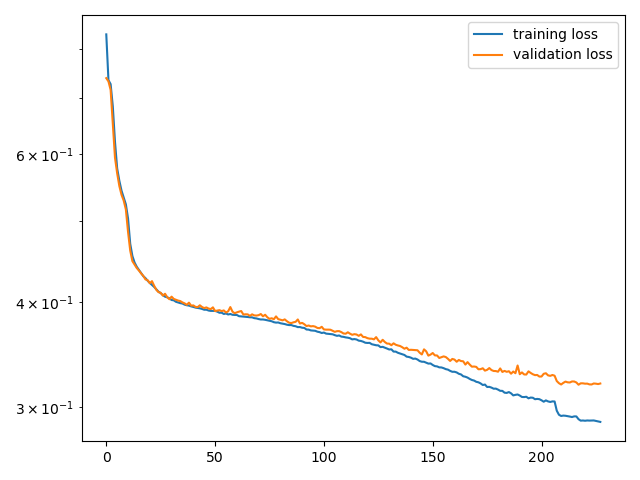 training loss
validation loss
6 × 10⁻¹
4 × 10⁻¹
3 × 10⁻¹
0 50 100 150 200